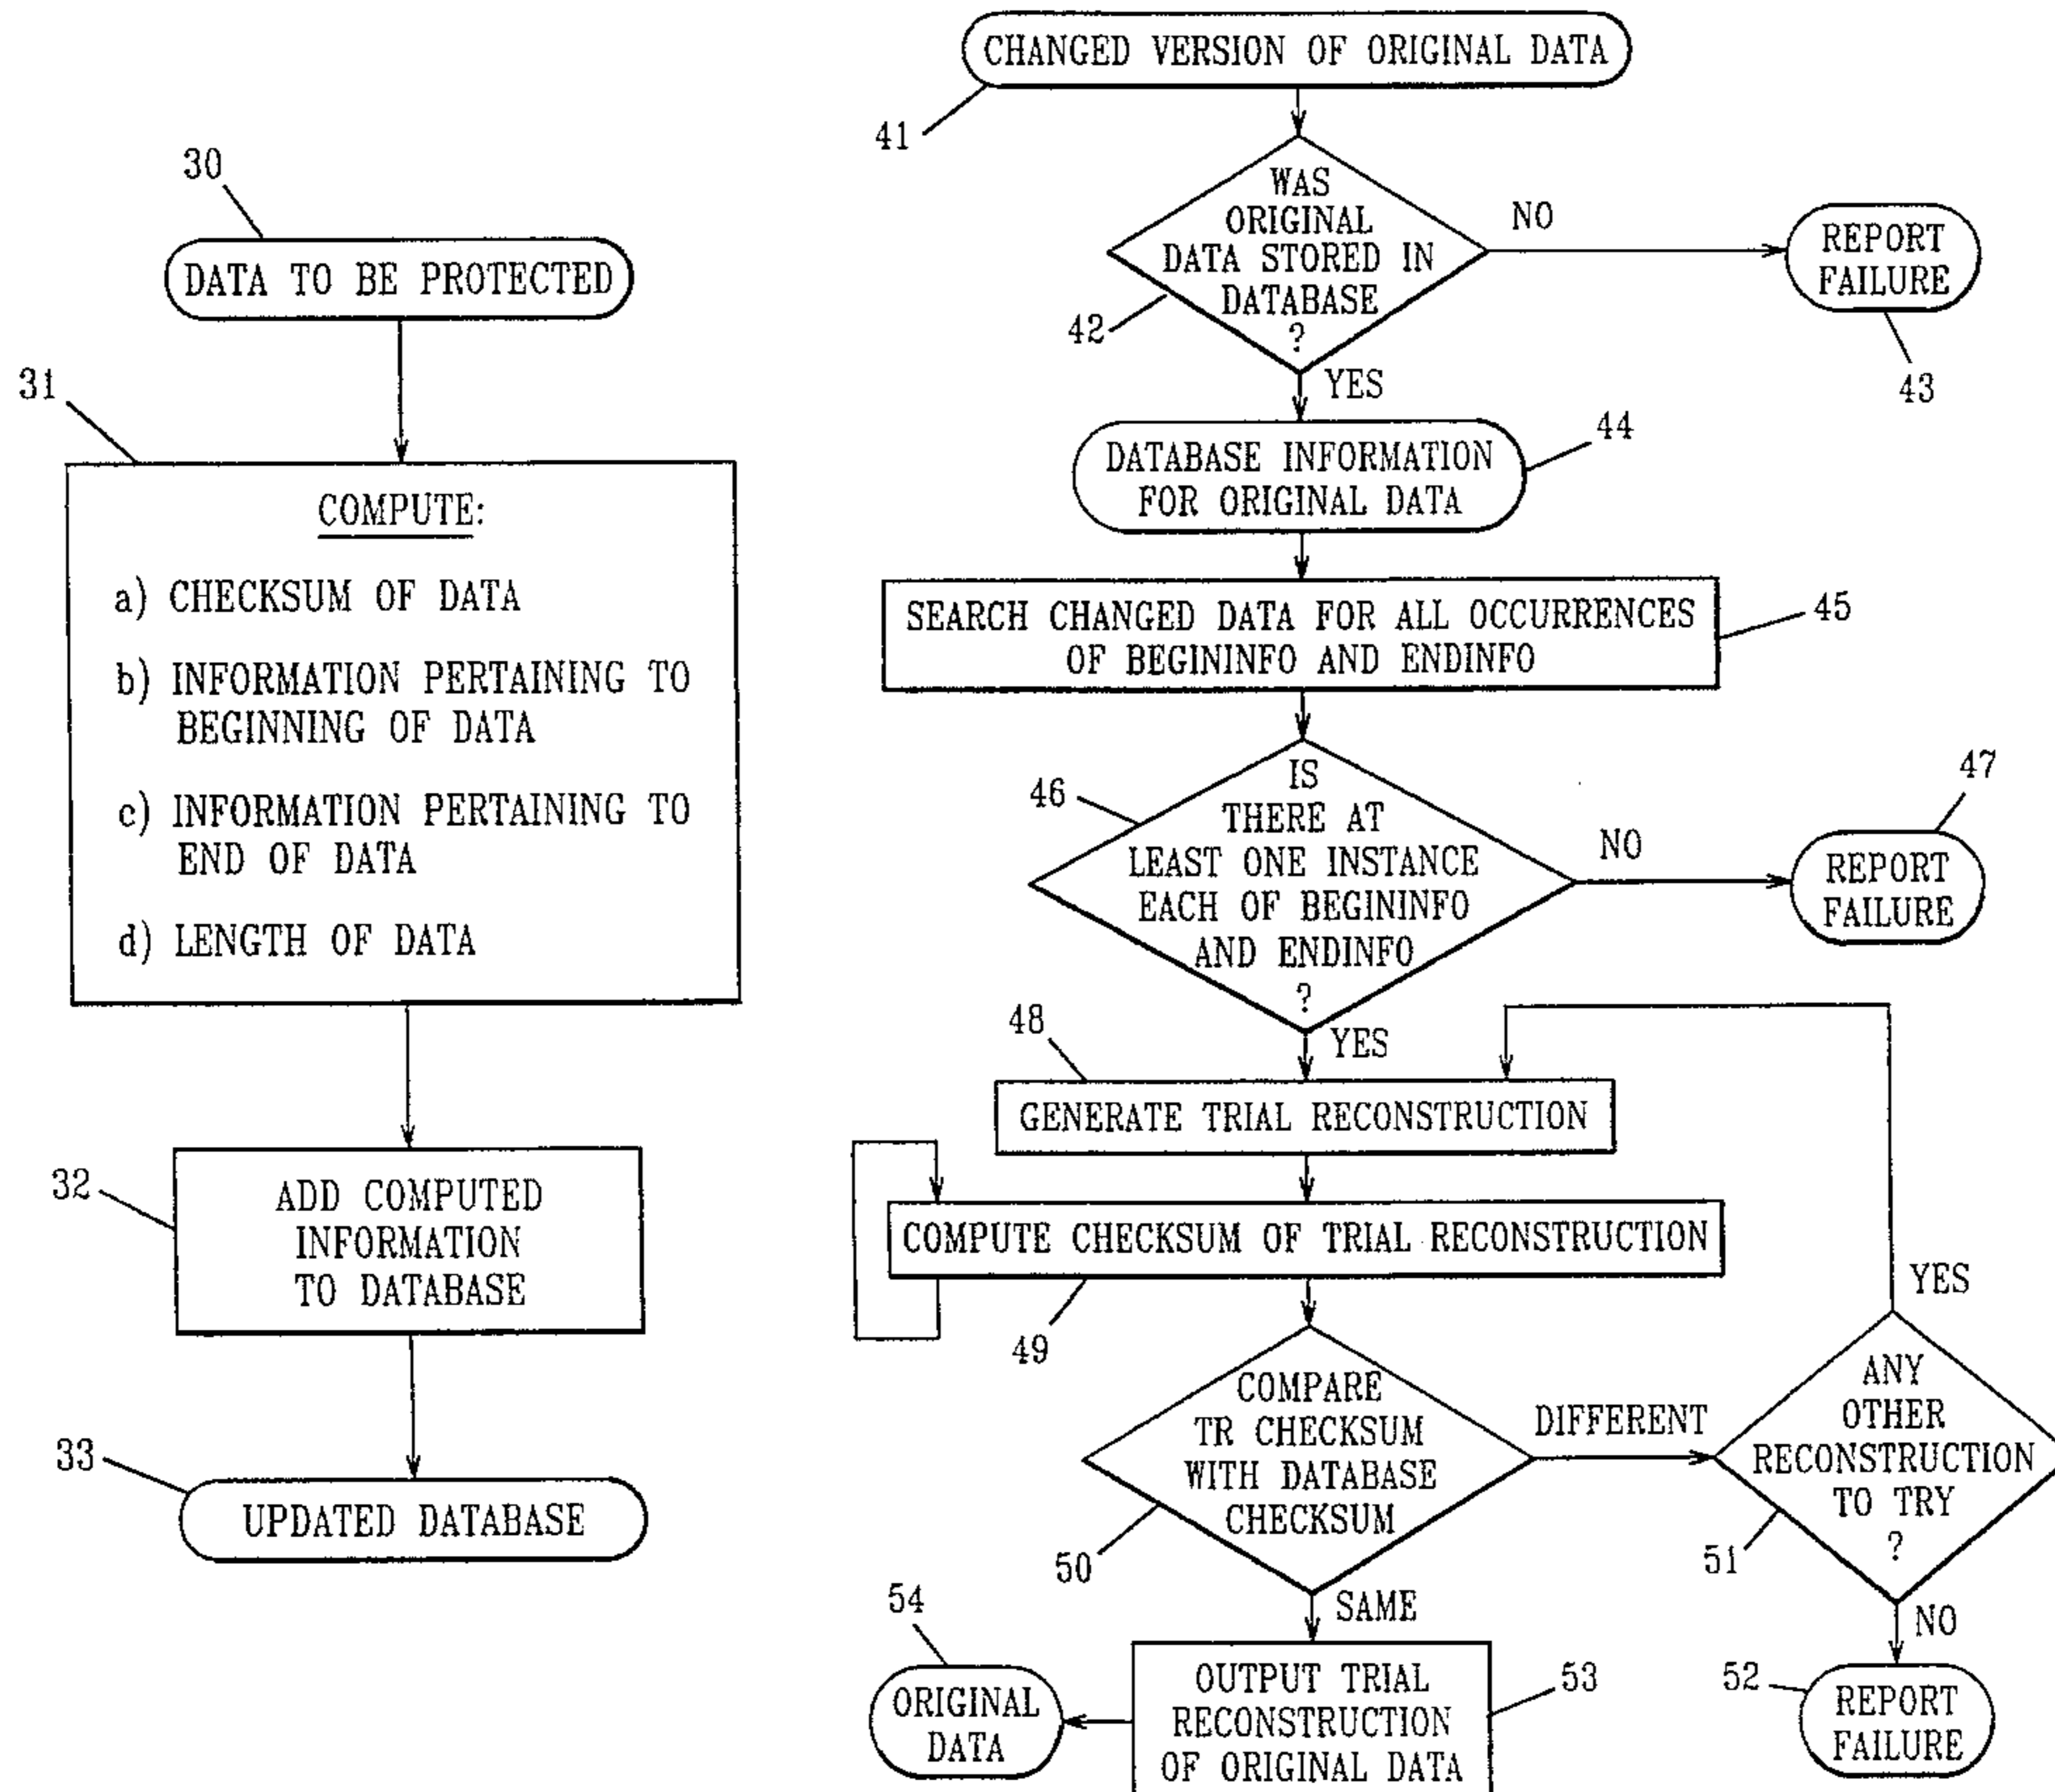 30
DATA TO BE PROTECTED
31
COMPUTE:
a) CHECKSUM OF DATA
b) INFORMATION PERTAINING TO
BEGINNING OF DATA
c) INFORMATION PERTAINING TO
END OF DATA
d) LENGTH OF DATA
32
ADD COMPUTED
INFORMATION
TO DATABASE
33
UPDATED DATABASE
CHANGED VERSION OF ORIGINAL DATA
41
WAS
ORIGINAL
DATA STORED IN
DATABASE
?
42
NO
REPORT
FAILURE
43
YES
DATABASE INFORMATION
FOR ORIGINAL DATA
44
SEARCH CHANGED DATA FOR ALL OCCURRENCES
OF BEGININFO AND ENDINFO
45
46
IS
THERE AT
LEAST ONE INSTANCE
EACH OF BEGININFO
AND ENDINFO
?
NO
47
REPORT
FAILURE
YES
48
GENERATE TRIAL RECONSTRUCTION
COMPUTE CHECKSUM OF TRIAL RECONSTRUCTION
49
COMPARE
TR CHECKSUM
WITH DATABASE
CHECKSUM
50
DIFFERENT
YES
ANY
OTHER
RECONSTRUCTION
TO TRY
?
51
NO
52
REPORT
FAILURE
SAME
OUTPUT TRIAL
RECONSTRUCTION
OF ORIGINAL DATA
53
54
ORIGINAL
DATA